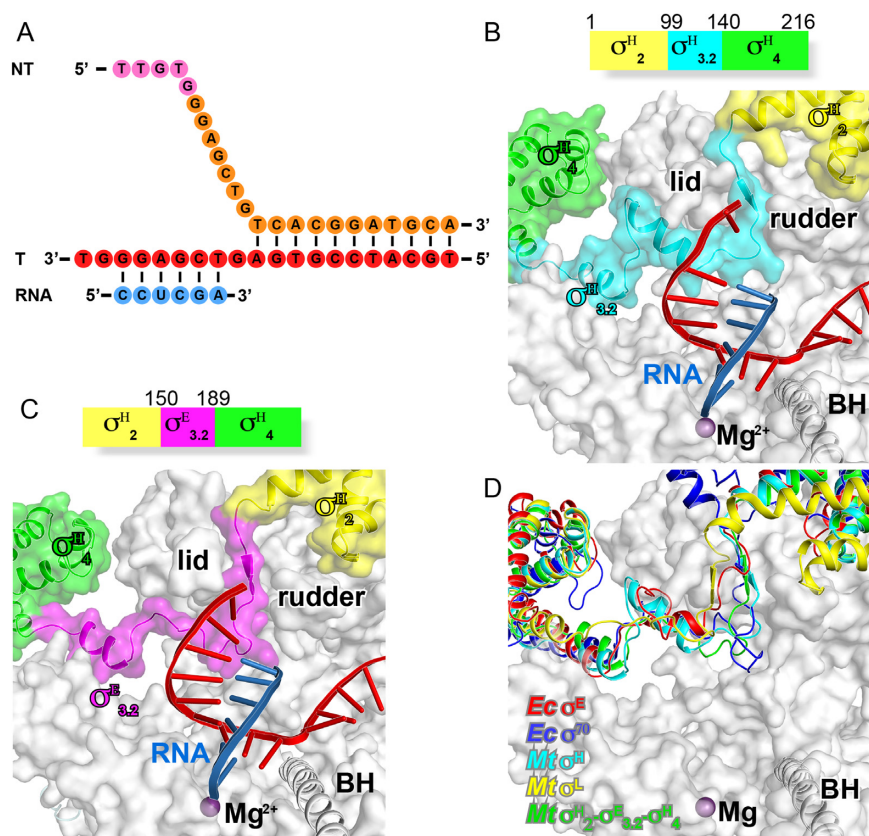 A
NT 5’ T T G T
G
G
G
A
G
C
T
G
T C A C G G A T G C A 3’
T 3’ T G G G A G C T G A G T G C C T A C G T 5’
RNA 5’ C C U C G A 3’
B
1 99 140 216
σᴴ₂ σᴴ₃.₂ σᴴ₄
σᴴ₂
σᴴ₄
lid
rudder
σᴴ₃.₂
RNA
BH
Mg²⁺
C
150 189
σᴴ₂ σᴱ₃.₂ σᴴ₄
σᴴ₂
σᴴ₄
lid
rudder
σᴱ₃.₂
RNA
BH
Mg²⁺
D
Ec σᴱ
Ec σ⁷⁰
Mt σᴴ
Mt σᴸ
Mt σᴴ₂-σᴱ₃.₂-σᴴ₄
BH
Mg